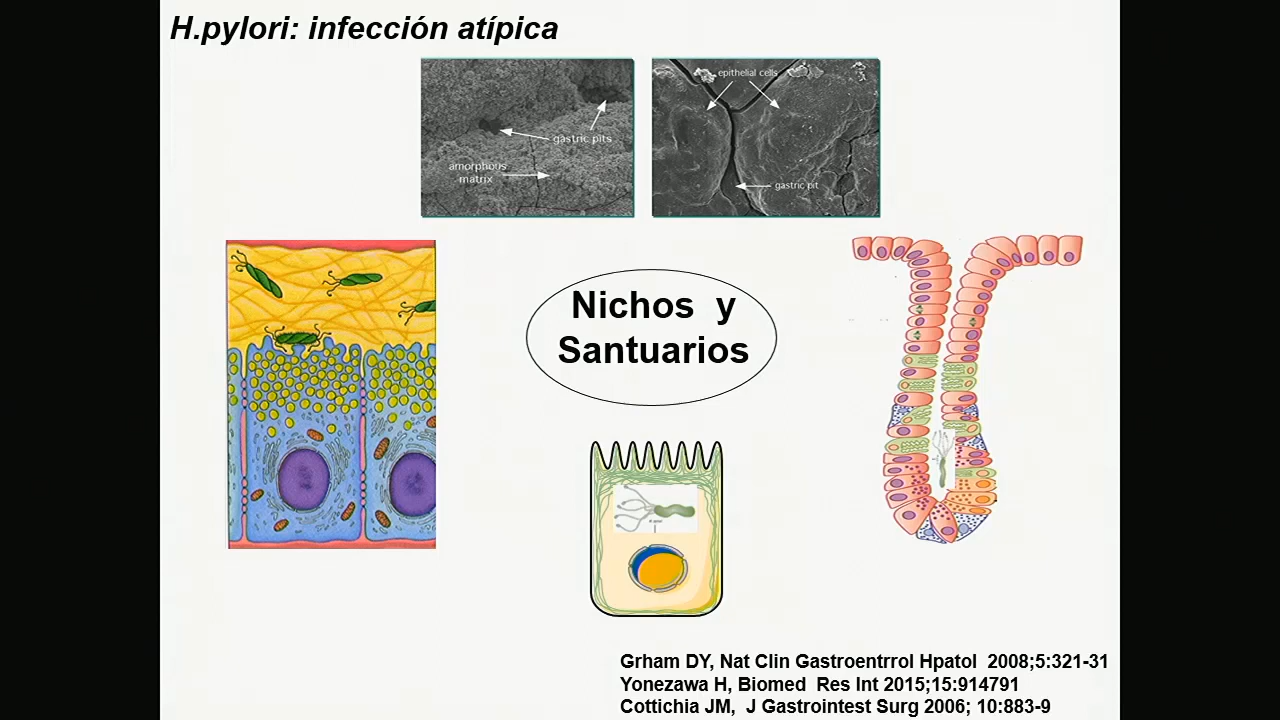 H.pylori: infección atípica
gastric pits
amorphous
matrix
epithelial cells
gastric pit
Nichos y
Santuarios
Grham DY, Nat Clin Gastroentrrol Hpatol 2008;5:321-31
Yonezawa H, Biomed Res Int 2015;15:914791
Cottichia JM, J Gastrointest Surg 2006; 10:883-9